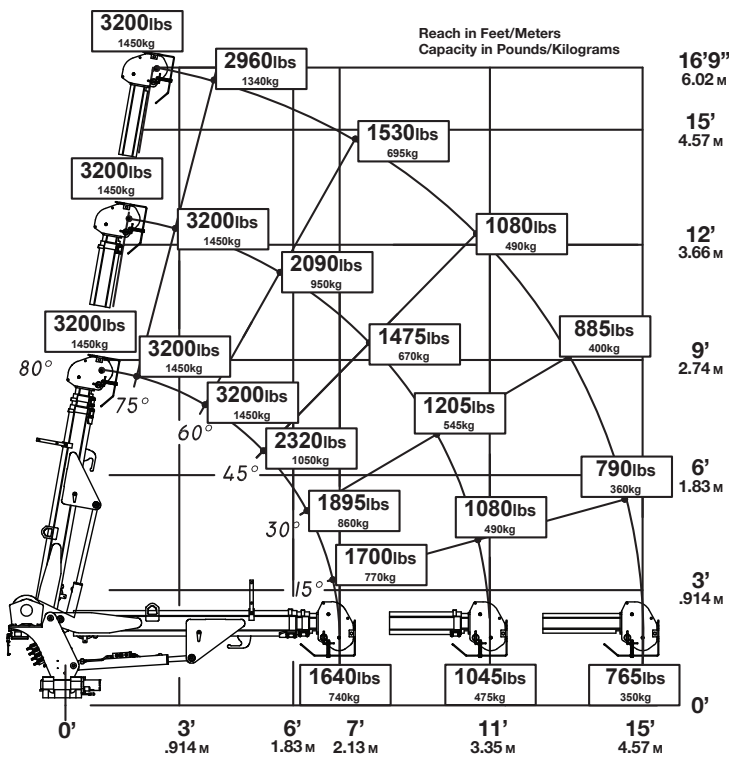 3200lbs
1450kg
Reach in Feet/Meters
Capacity in Pounds/Kilograms
2960lbs
1340kg
16'9”
6.02 M
15'
4.57 M
1530lbs
695kg
3200lbs
1450kg
3200lbs
1450kg
1080lbs
490kg
12'
3.66 M
2090lbs
950kg
3200lbs
1450kg
3200lbs
1450kg
1475lbs
670kg
885lbs
400kg
9'
2.74 M
80°
75°
3200lbs
1450kg
60°
1205lbs
545kg
2320lbs
1050kg
45°
790lbs
360kg
6'
1.83 M
1895lbs
860kg
30°
1080lbs
490kg
1700lbs
770kg
15°
3'
.914 M
1640lbs
740kg
1045lbs
475kg
765lbs
350kg
0'
0'
3'
.914 M
6'
1.83 M
7'
2.13 M
11'
3.35 M
15'
4.57 M